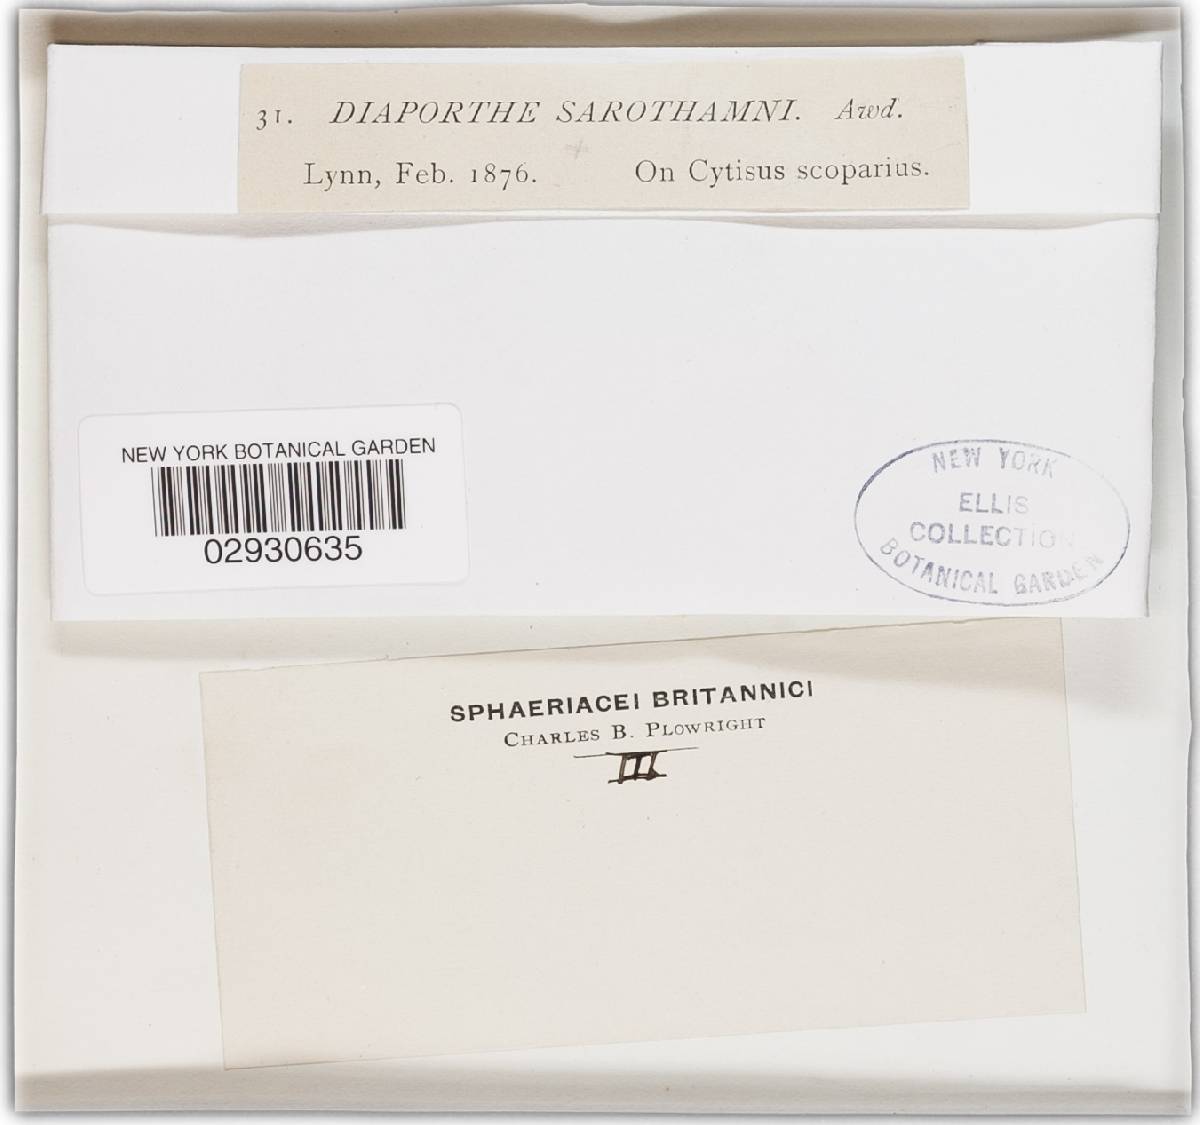 31. DIAPORTHE SAROTHAMNI. Awd.
Lynn, Feb. 1876. On Cytisus scoparius.
NEW YORK BOTANICAL GARDEN
02930635
NEW YORK
ELLIS
COLLECTION
BOTANICAL GARDEN
SPHAERIACEI BRITANNICI
CHARLES B. PLOWRIGHT
III